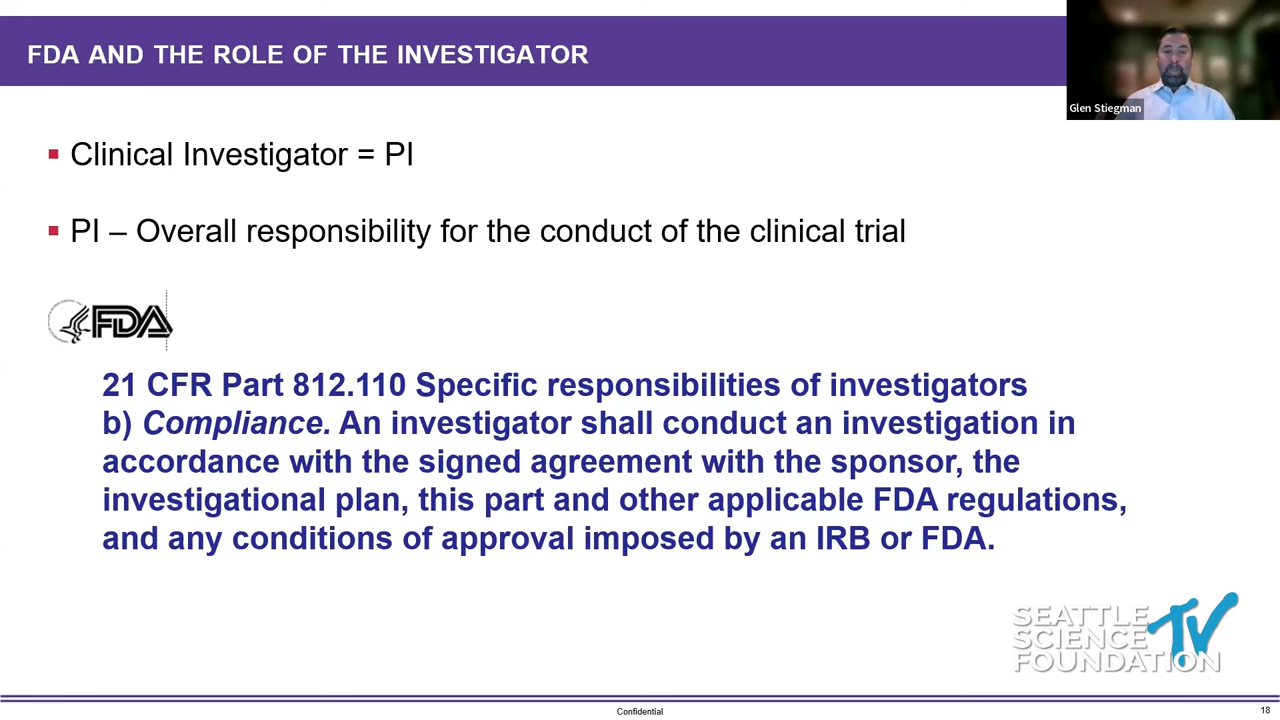 FDA AND THE ROLE OF THE INVESTIGATOR
Glen Stiegman
▪ Clinical Investigator = PI
▪ PI – Overall responsibility for the conduct of the clinical trial
FDA
21 CFR Part 812.110 Specific responsibilities of investigators
b) Compliance. An investigator shall conduct an investigation in
accordance with the signed agreement with the sponsor, the
investigational plan, this part and other applicable FDA regulations,
and any conditions of approval imposed by an IRB or FDA.
SEATTLE
SCIENCE
FOUNDATION
TV
Confidential
18